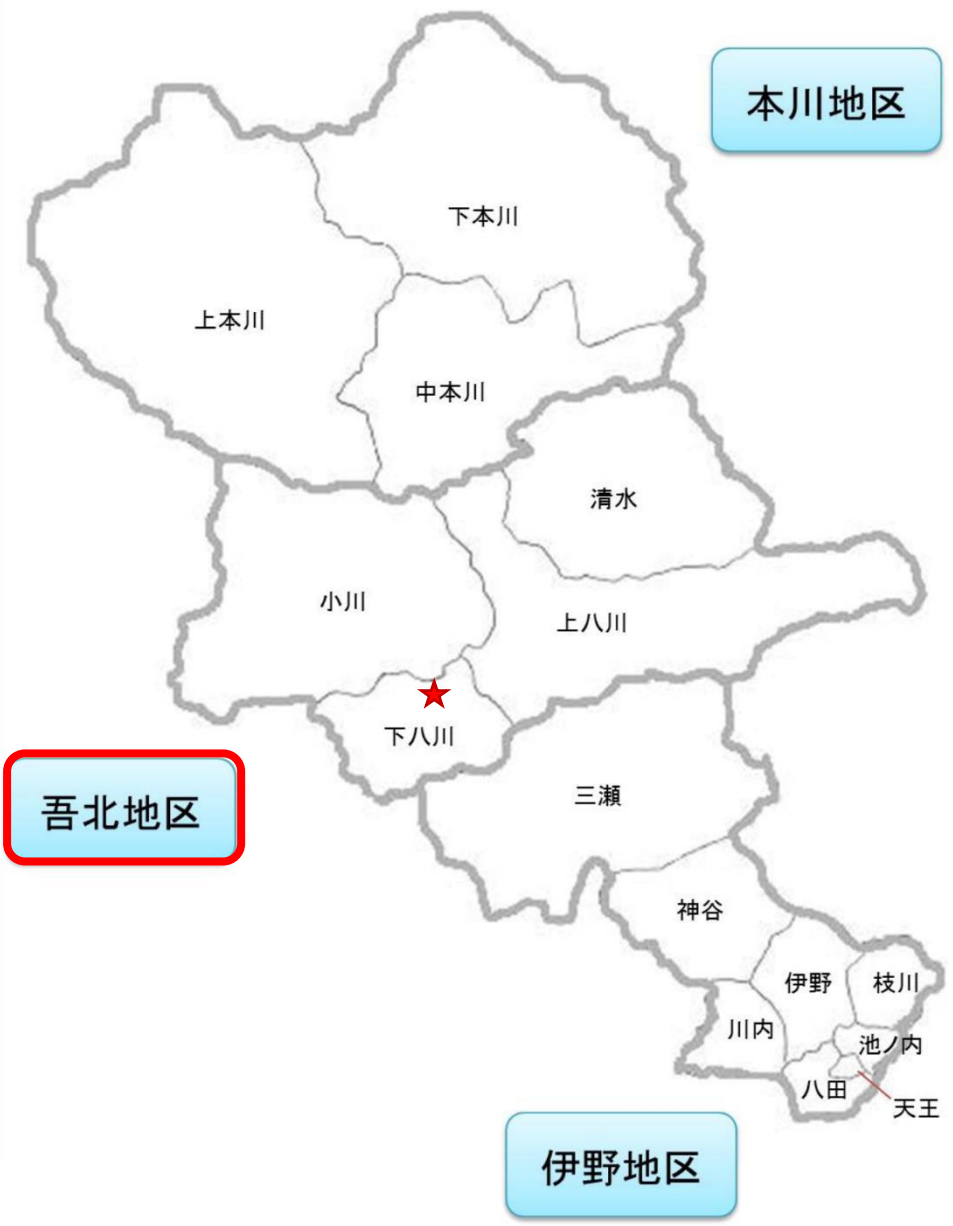 本川地区
下本川
上本川
中本川
清水
小川
上八川
下八川
吾北地区
三瀬
神谷
伊野
枝川
川内
池ノ内
八田
天王
伊野地区